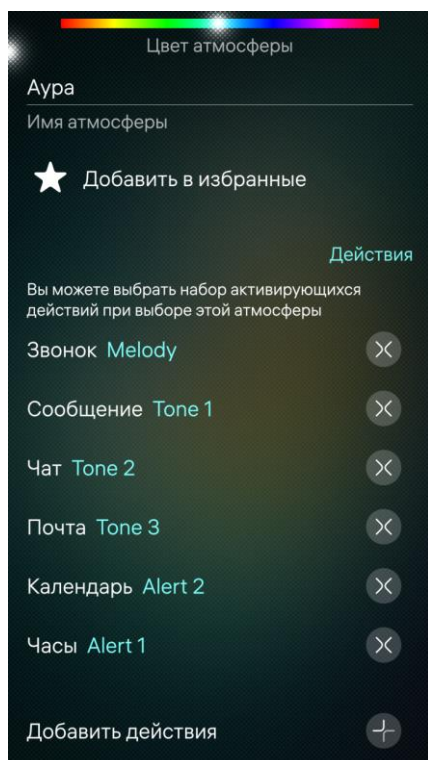 Цвет атмосферы
Аура
Имя атмосферы
Добавить в избранные
Действия
Вы можете выбрать набор активирующихся
действий при выборе этой атмосферы
Звонок Melody
Сообщение Tone 1
Чат Tone 2
Почта Tone 3
Календарь Alert 2
Часы Alert 1
Добавить действия